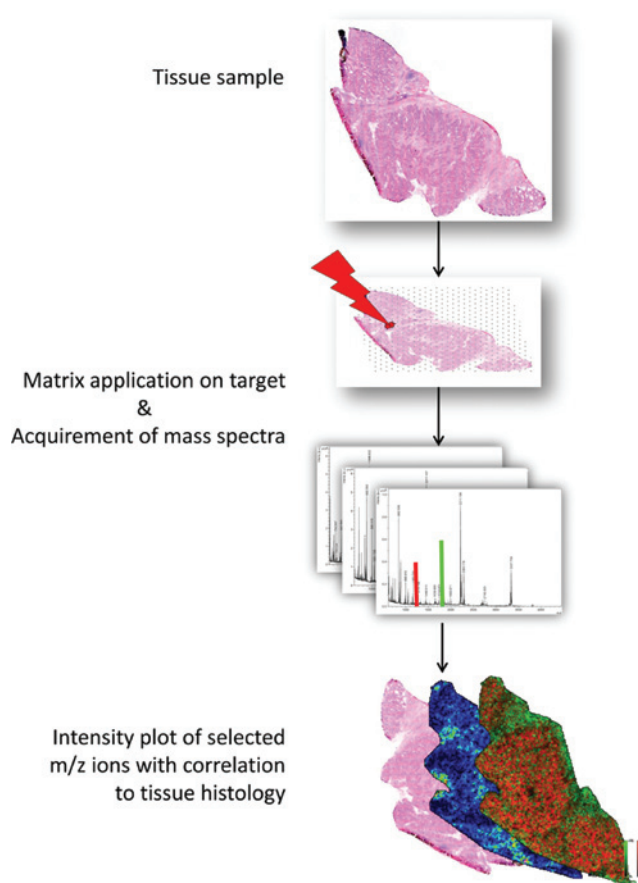 Tissue sample
Matrix application on target
&
Acquirement of mass spectra
Intensity plot of selected
m/z ions with correlation
to tissue histology